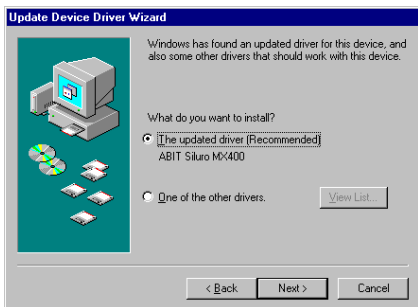 Update Device Driver Wizard
Windows has found an updated driver for this device, and
also some other drivers that should work with this device.
What do you want to install?
The updated driver (Recommended)
ABIT Siluro MX400
One of the other drivers.
View List...
< Back
Next >
Cancel